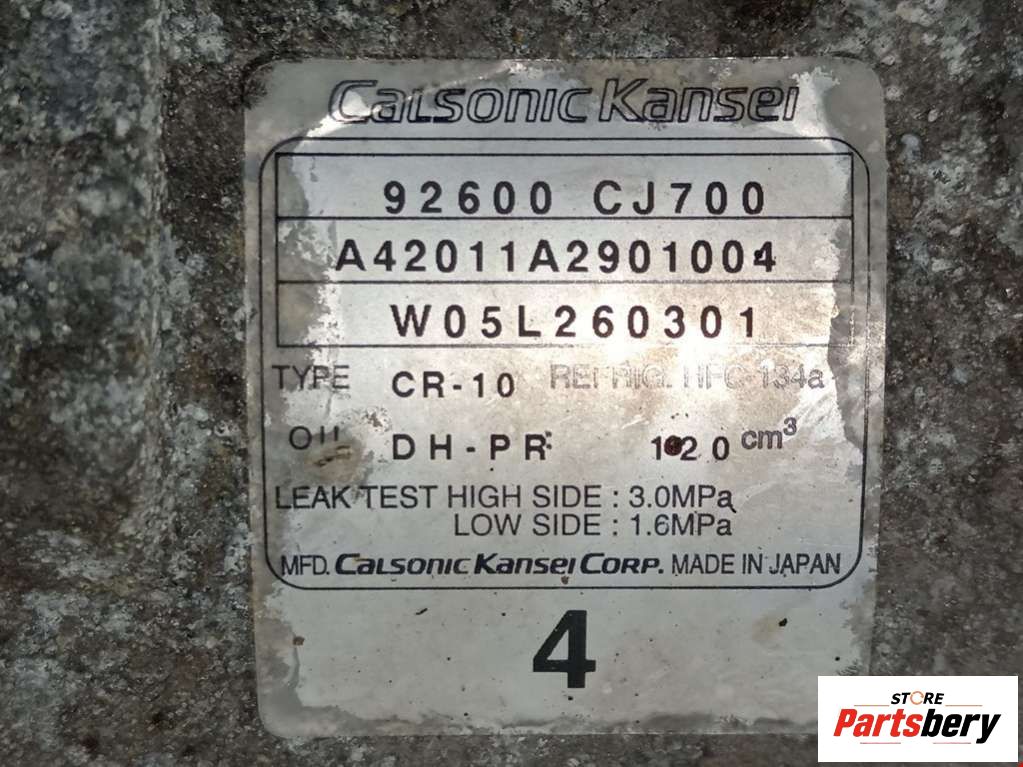 Calsonic Kansei
92600 CJ700
A42011A2901004
W05L260301
TYPE CR-10 REFRIG. HFC-134a
OIL DH-PR cm³
LEAK TEST HIGH SIDE : 3.0MPa
LOW SIDE : 1.6MPa
MFD. Calsonic Kansei Corp. MADE IN JAPAN
4
STORE
Partsbery